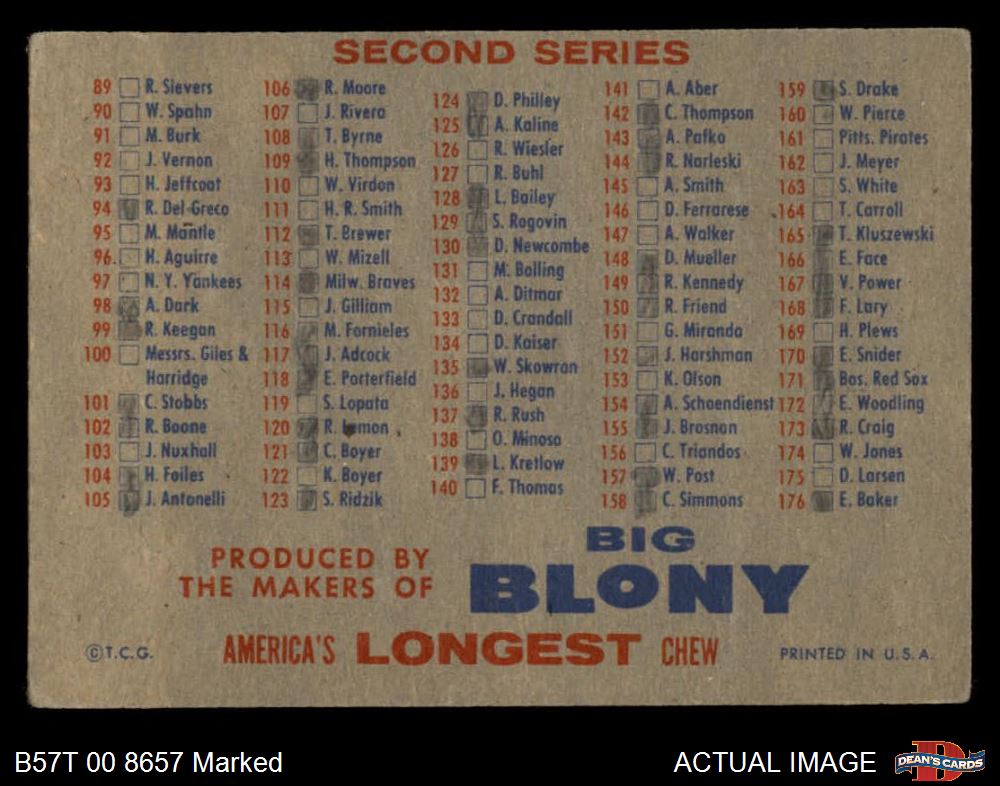 SECOND SERIES
89 R. Sievers
90 W. Spahn
91 M. Burk
92 J. Vernon
93 H. Jeffcoat
94 R. Del Greco
95 M. Mantle
96. H. Aguirre
97 N. Y. Yankees
98 A. Dark
99 R. Keegan
100 Messrs. Giles &
Harridge
101 C. Stobbs
102 R. Boone
103 J. Nuxhall
104 H. Foiles
105 J. Antonelli
106 R. Moore
107 J. Rivera
108 T. Byrne
109 H. Thompson
110 W. Virdon
111 H. R. Smith
112 T. Brewer
113 W. Mizell
114 Milw. Braves
115 J. Gilliam
116 M. Fornieles
117 J. Adcock
118 E. Porterfield
119 S. Lopata
120 R. Lemon
121 C. Boyer
122 K. Boyer
123 S. Ridzik
124 D. Philley
125 A. Kaline
126 R. Wiesler
127 R. Buhl
128 L. Bailey
129 S. Rogovin
130 D. Newcombe
131 M. Bolling
132 A. Ditmar
133 D. Crandall
134 D. Kaiser
135 W. Skowron
136 J. Hegan
137 R. Rush
138 O. Minoso
139 L. Kretlow
140 F. Thomas
141 A. Aber
142 C. Thompson
143 A. Pafko
144 R. Narleski
145 A. Smith
146 D. Ferrarese
147 A. Walker
148 D. Mueller
149 R. Kennedy
150 R. Friend
151 G. Miranda
152 J. Harshman
153 K. Olson
154 A. Schoendienst
155 J. Brosnan
156 C. Triandos
157 W. Post
158 C. Simmons
159 S. Drake
160 W. Pierce
161 Pitts. Pirates
162 J. Meyer
163 S. White
164 T. Carroll
165 T. Kluszewski
166 E. Face
167 V. Power
168 F. Lary
169 H. Plews
170 E. Snider
171 Bos. Red Sox
172 E. Woodling
173 R. Craig
174 W. Jones
175 D. Larsen
176 E. Baker
PRODUCED BY
THE MAKERS OF
BIG
BLONY
AMERICA'S LONGEST CHEW
©T.C.G.
PRINTED IN U.S.A.
B57T 00 8657 Marked
ACTUAL IMAGE
D
DEAN'S CARDS